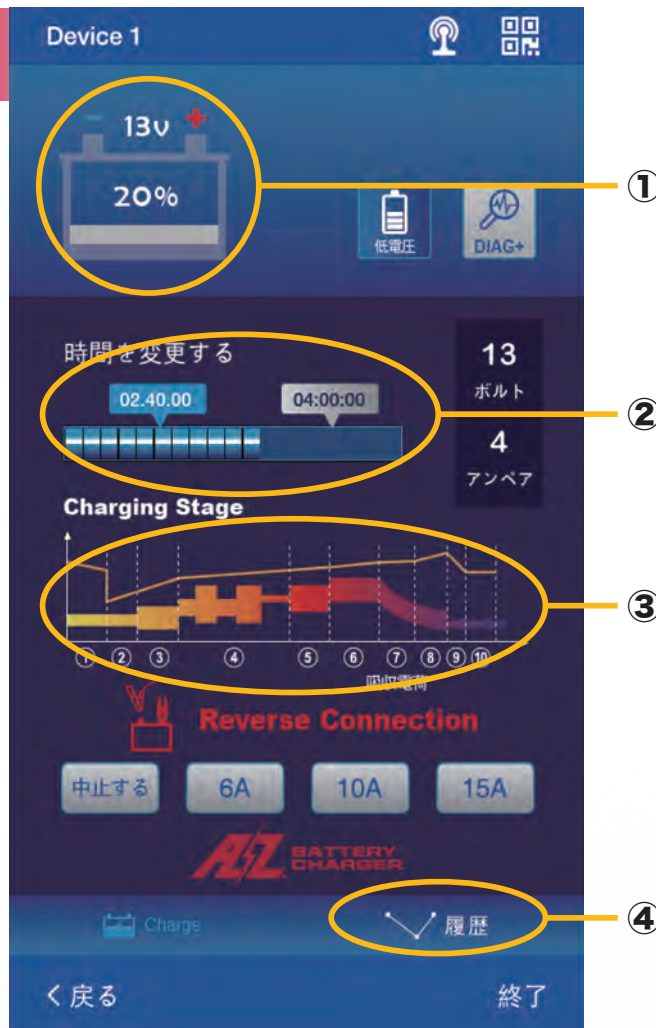 Device 1
13v
20%
①
低電圧
DIAG+
時間を変更する
13
ボルト
02.40.00
04:00:00
②
4
アンペア
Charging Stage
③
① ② ③ ④ ⑤ ⑥ ⑦ ⑧ ⑨ ⑩
吸収電荷
Reverse Connection
中止する 6A 10A 15A
AZ BATTERY
CHARGER
Charge
履歴
④
戻る
終了